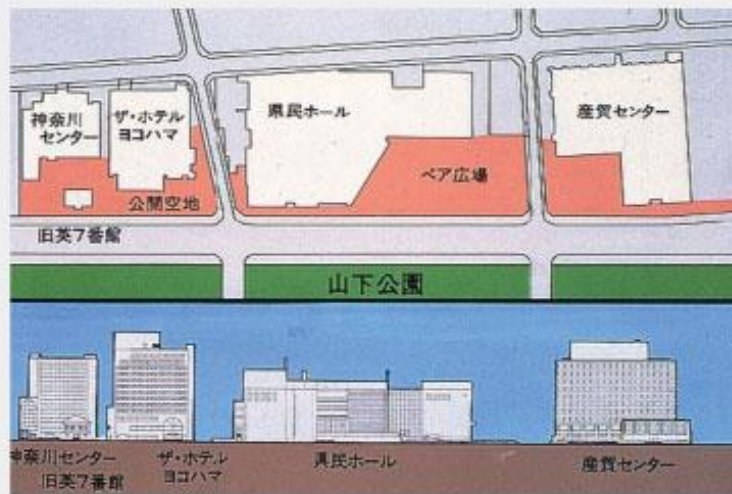 神奈川
センター
ザ・ホテル
ヨコハマ
県民ホール
産貿センター
ペア広場
公開空地
旧英7番館
山下公園
神奈川センター
旧英7番館
ザ・ホテル
ヨコハマ
県民ホール
産貿センター